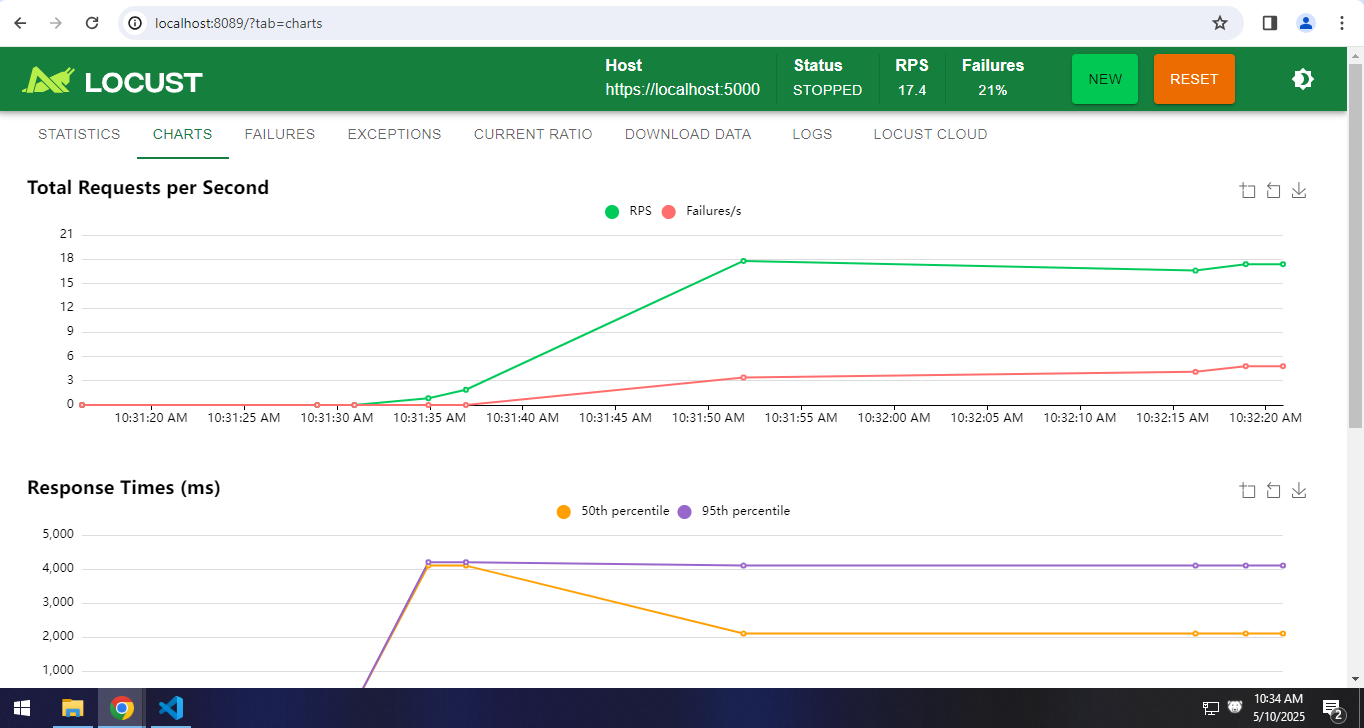 localhost:8089/?tab=charts
LOCUST
Host
https://localhost:5000
Status
STOPPED
RPS
17.4
Failures
21%
NEW
RESET
STATISTICS CHARTS FAILURES EXCEPTIONS CURRENT RATIO DOWNLOAD DATA LOGS LOCUST CLOUD
Total Requests per Second
RPS Failures/s
21
18
15
12
9
6
3
0
10:31:20 AM 10:31:25 AM 10:31:30 AM 10:31:35 AM 10:31:40 AM 10:31:45 AM 10:31:50 AM 10:31:55 AM 10:32:00 AM 10:32:05 AM 10:32:10 AM 10:32:15 AM 10:32:20 AM
Response Times (ms)
50th percentile 95th percentile
5,000
4,000
3,000
2,000
1,000
10:34 AM
5/10/2025
2